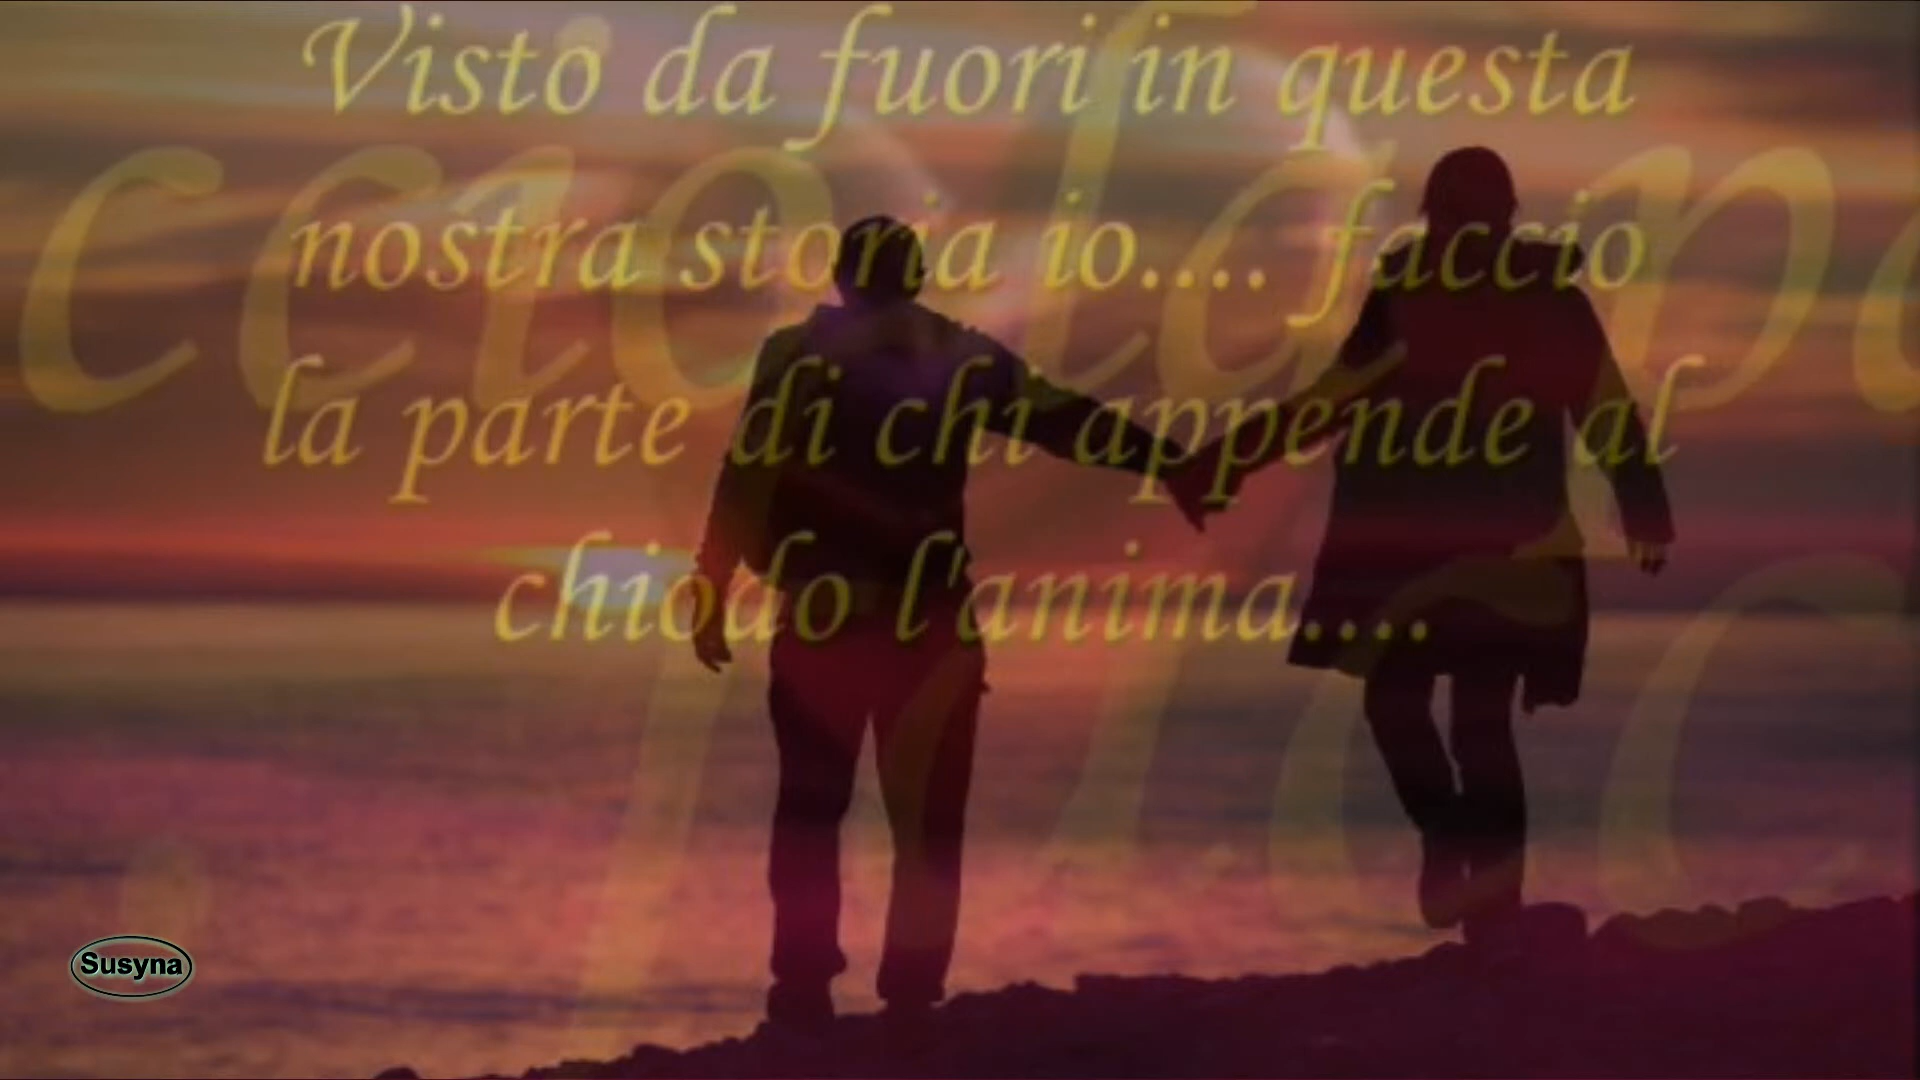 Visto da fuori in questa
nostra storia io.... faccio
la parte di chi appende al
chiodo l'anima....
Susyna